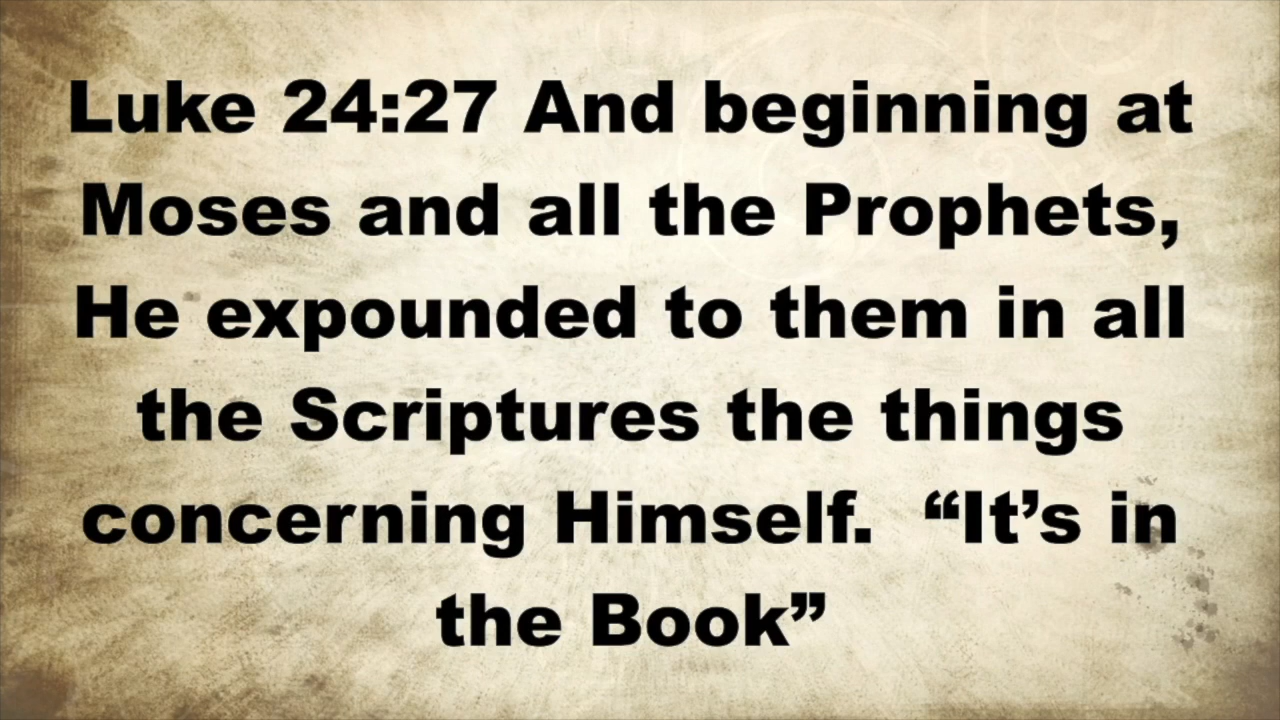 Luke 24:27 And beginning at
Moses and all the Prophets,
He expounded to them in all
the Scriptures the things
concerning Himself.  “It’s in
the Book”